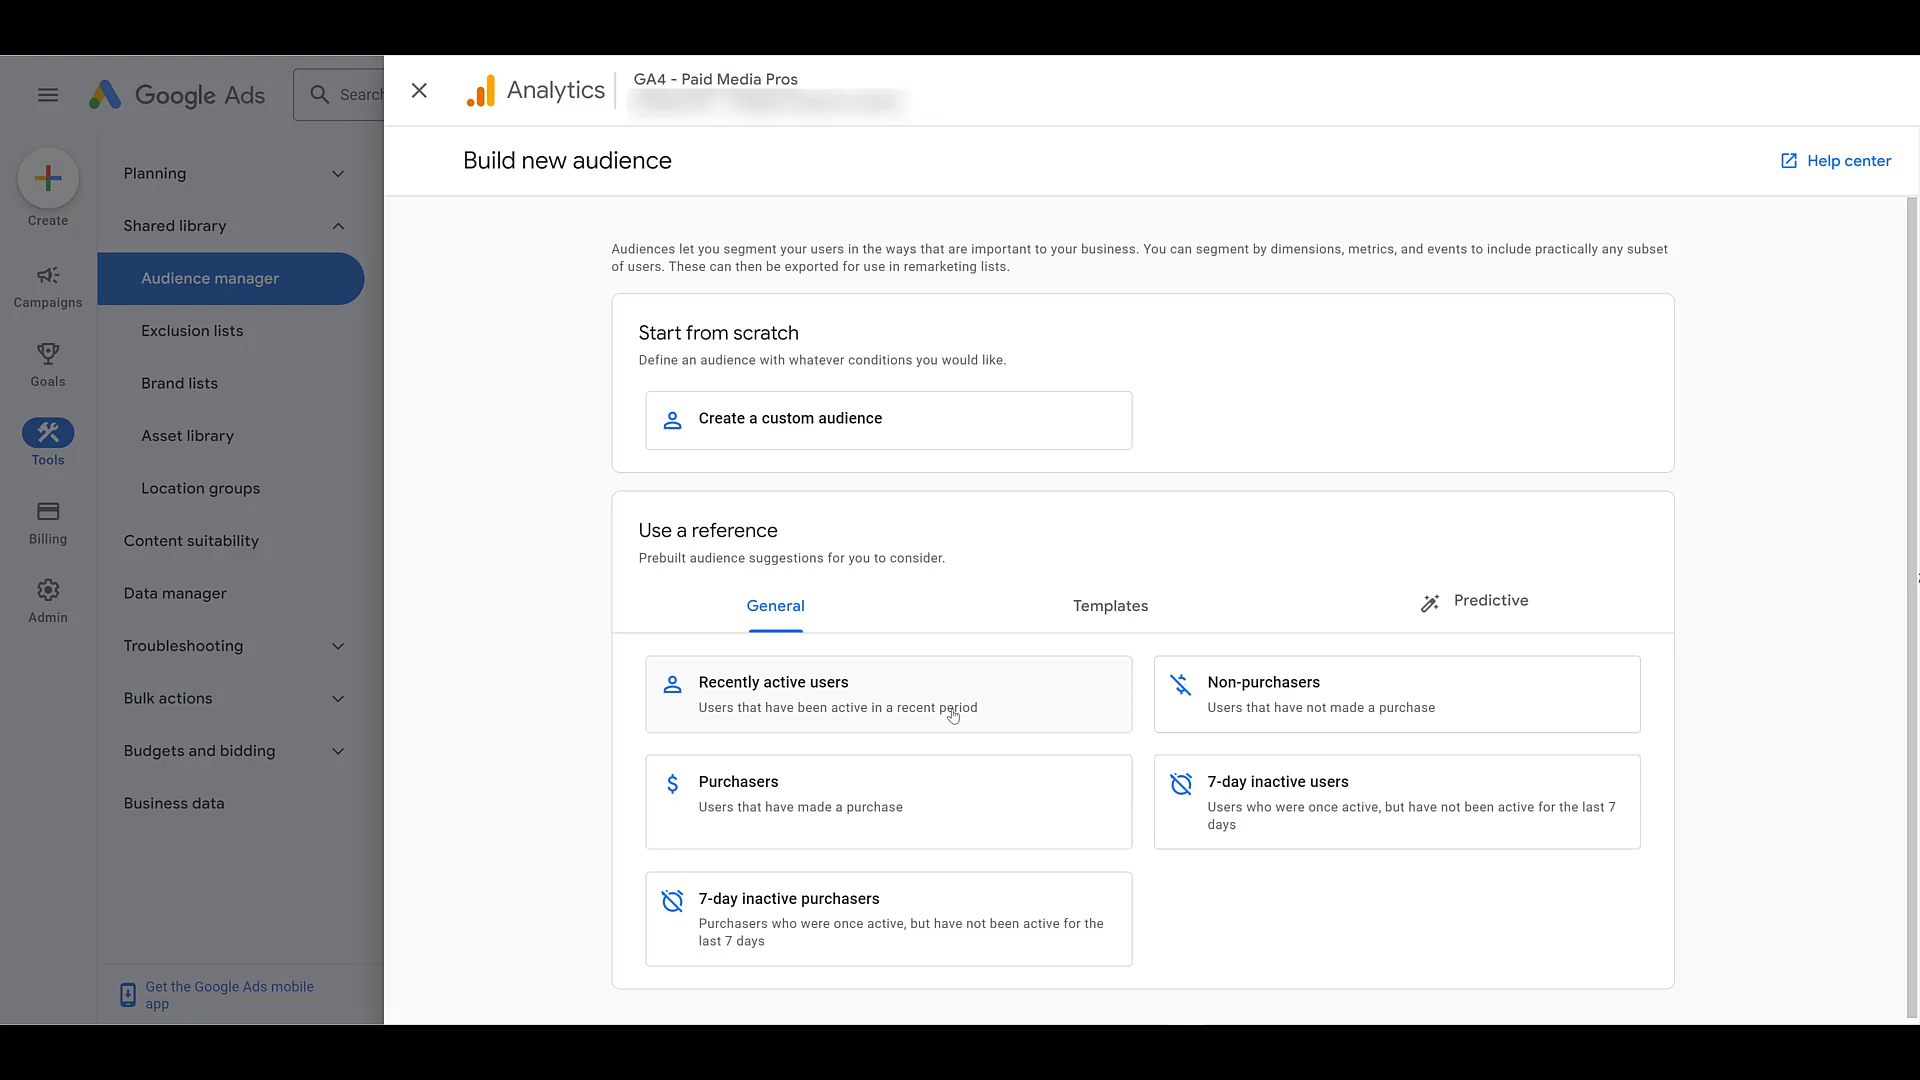 Google Ads
Search
Create
Campaigns
Goals
Tools
Billing
Admin
Planning
Shared library
Audience manager
Exclusion lists
Brand lists
Asset library
Location groups
Content suitability
Data manager
Troubleshooting
Bulk actions
Budgets and bidding
Business data
Get the Google Ads mobile
app
Analytics
GA4 - Paid Media Pros
Build new audience
Help center
Audiences let you segment your users in the ways that are important to your business. You can segment by dimensions, metrics, and events to include practically any subset
of users. These can then be exported for use in remarketing lists.
Start from scratch
Define an audience with whatever conditions you would like.
Create a custom audience
Use a reference
Prebuilt audience suggestions for you to consider.
General
Templates
Predictive
Recently active users
Users that have been active in a recent period
Non-purchasers
Users that have not made a purchase
Purchasers
Users that have made a purchase
7-day inactive users
Users who were once active, but have not been active for the last 7
days
7-day inactive purchasers
Purchasers who were once active, but have not been active for the
last 7 days